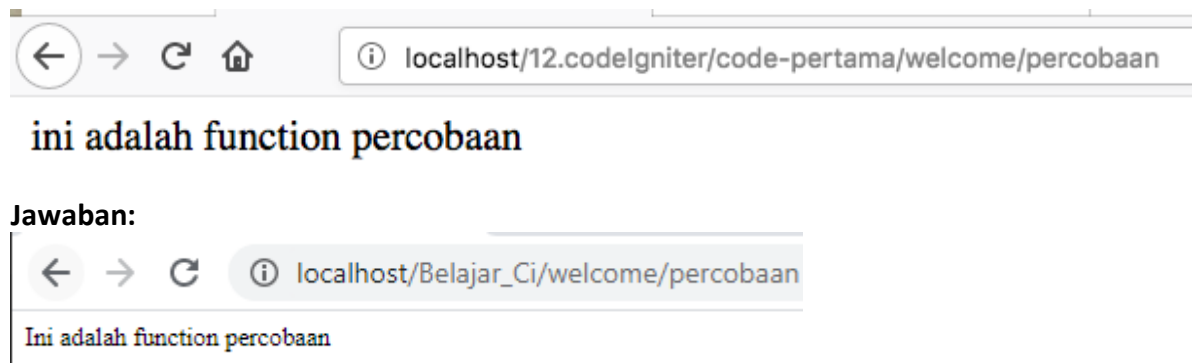 localhost/12.codeIgniter/code-pertama/welcome/percobaan
ini adalah function percobaan
Jawaban:
localhost/Belajar_Ci/welcome/percobaan
Ini adalah function percobaan